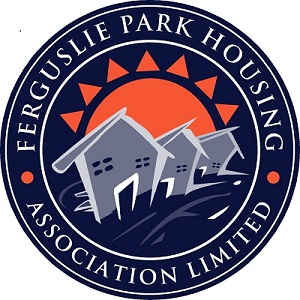 FERGUSLIE PARK HOUSING
ASSOCIATION LIMITED